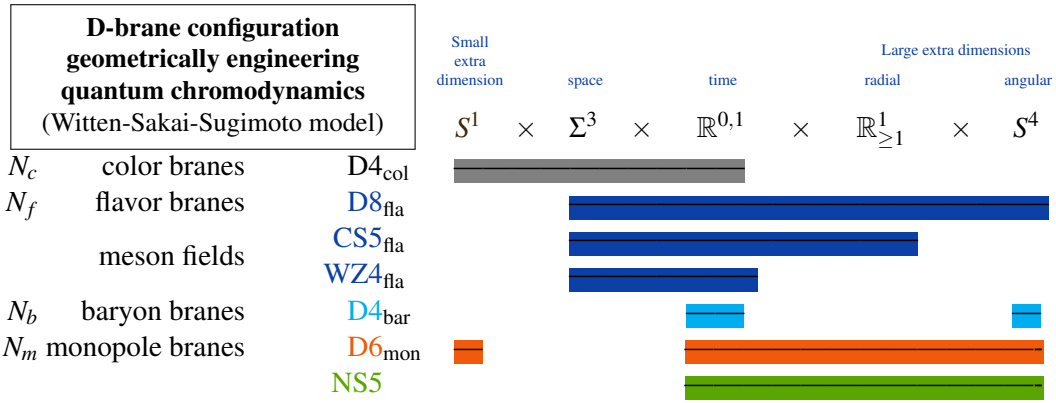 D-brane configuration
geometrically engineering
quantum chromodynamics
(Witten-Sakai-Sugimoto model)
Small
extra
dimension
space
time
Large extra dimensions
radial
angular
S¹ × Σ³ × ℝ⁰,¹ × ℝ¹≥₁ × S⁴
N_c color branes D4_col
N_f flavor branes D8_fla
meson fields
CS5_fla
WZ4_fla
N_b baryon branes D4_bar
N_m monopole branes D6_mon
NS5